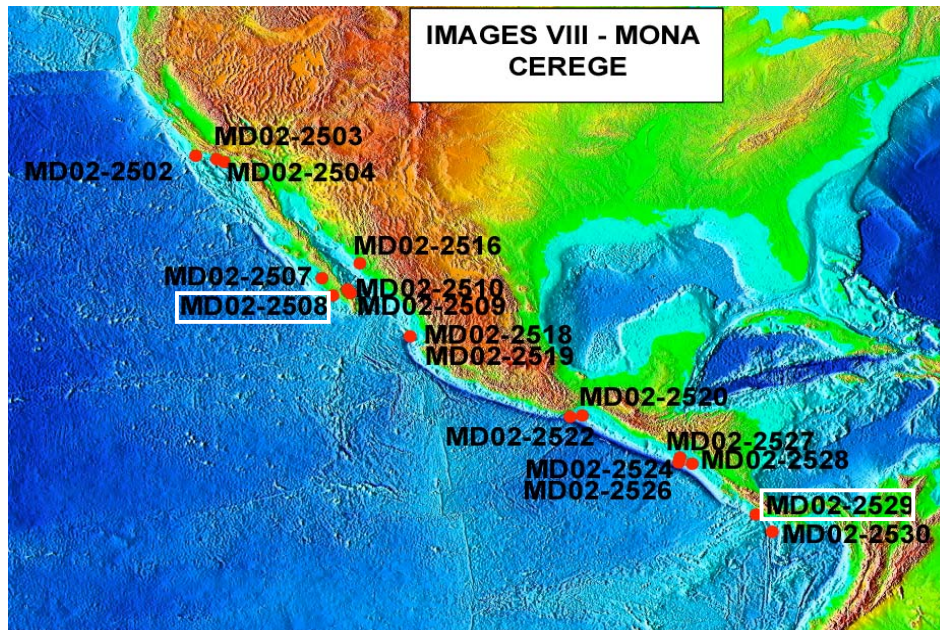 IMAGES VIII - MONA
CEREGE
MD02-2503
MD02-2502
MD02-2504
MD02-2516
MD02-2507
MD02-2510
MD02-2508
MD02-2509
MD02-2518
MD02-2519
MD02-2520
MD02-2522
MD02-2527
MD02-2528
MD02-2524
MD02-2526
MD02-2529
MD02-2530